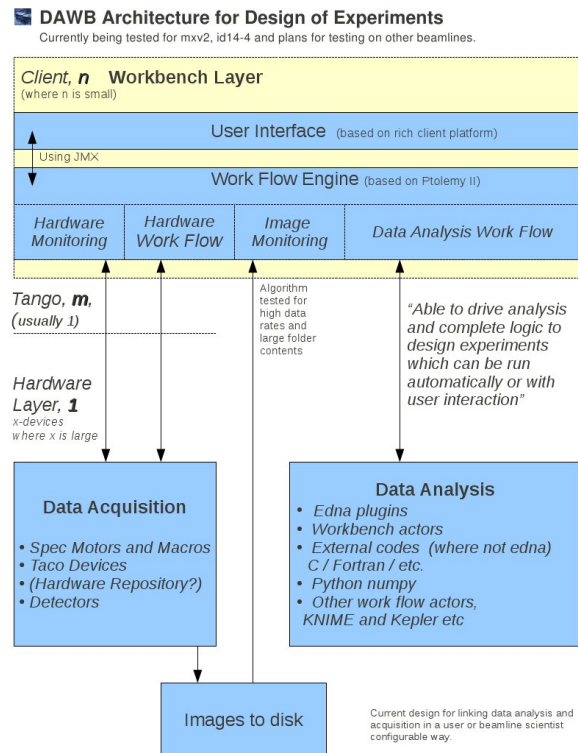 DAWB Architecture for Design of Experiments
Currently being tested for mxv2, id14-4 and plans for testing on other beamlines.
Client, n Workbench Layer
(where n is small)
User Interface (based on rich client platform)
Using JMX
Work Flow Engine (based on Ptolemy II)
Hardware
Monitoring
Hardware
Work Flow
Image
Monitoring
Data Analysis Work Flow
Tango, m,
(usually 1)
Algorithm
tested for
high data
rates and
large folder
contents
“Able to drive analysis
and complete logic to
design experiments
which can be run
automatically or with
user interaction”
Hardware
Layer, 1
x-devices
where x is large
Data Acquisition
• Spec Motors and Macros
• Taco Devices
• (Hardware Repository?)
• Detectors
Data Analysis
• Edna plugins
• Workbench actors
• External codes (where not edna)
C / Fortran / etc.
• Python numpy
• Other work flow actors,
KNIME and Kepler etc
Images to disk
Current design for linking data analysis and
acquisition in a user or beamline scientist
configurable way.